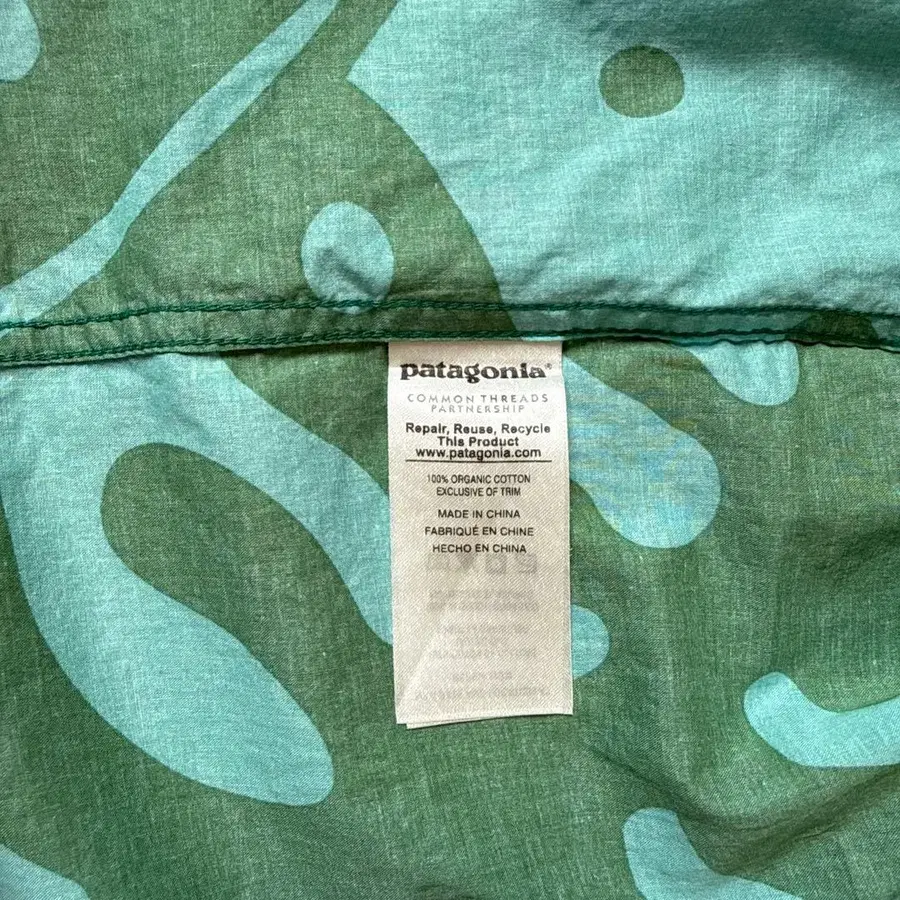 patagonia®
COMMON THREADS
PARTNERSHIP
Repair, Reuse, Recycle
This Product
www.patagonia.com
100% ORGANIC COTTON
EXCLUSIVE OF TRIM
MADE IN CHINA
FABRIQUÉ EN CHINE
HECHO EN CHINA